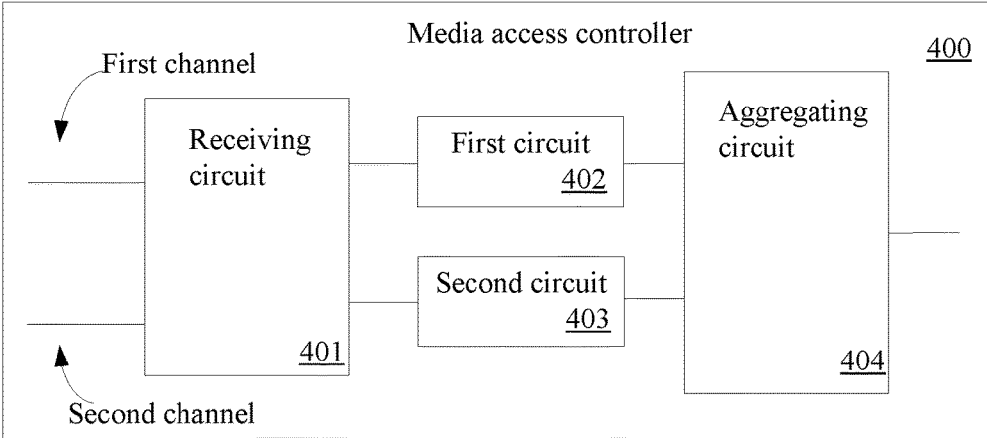 Media access controller
400
First channel
Receiving
circuit
401
First circuit
402
Second circuit
403
Aggregating
circuit
404
Second channel